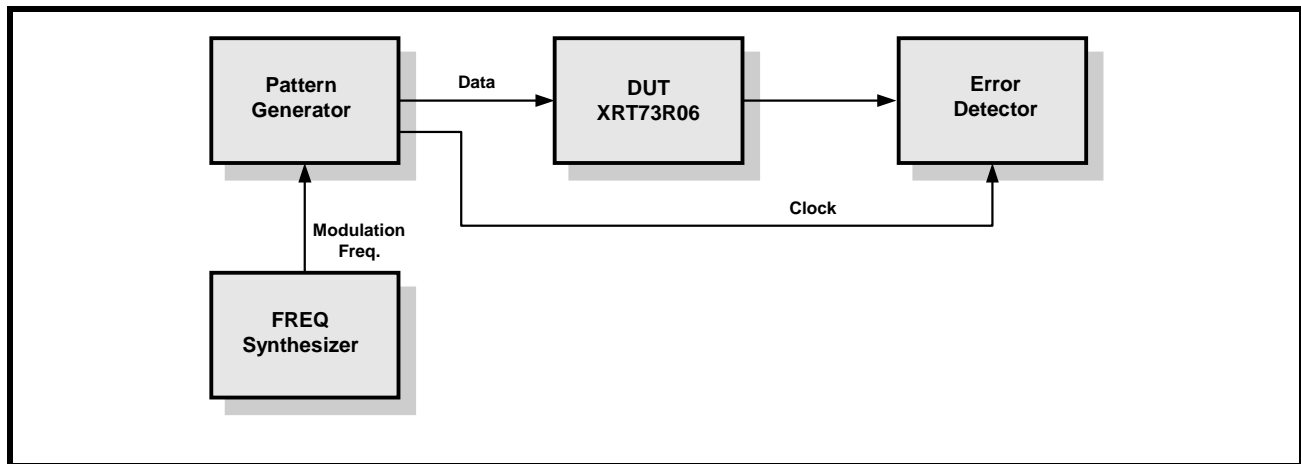 Pattern
Generator
Data
DUT
XRT73R06
Error
Detector
Clock
Modulation
Freq.
FREQ
Synthesizer